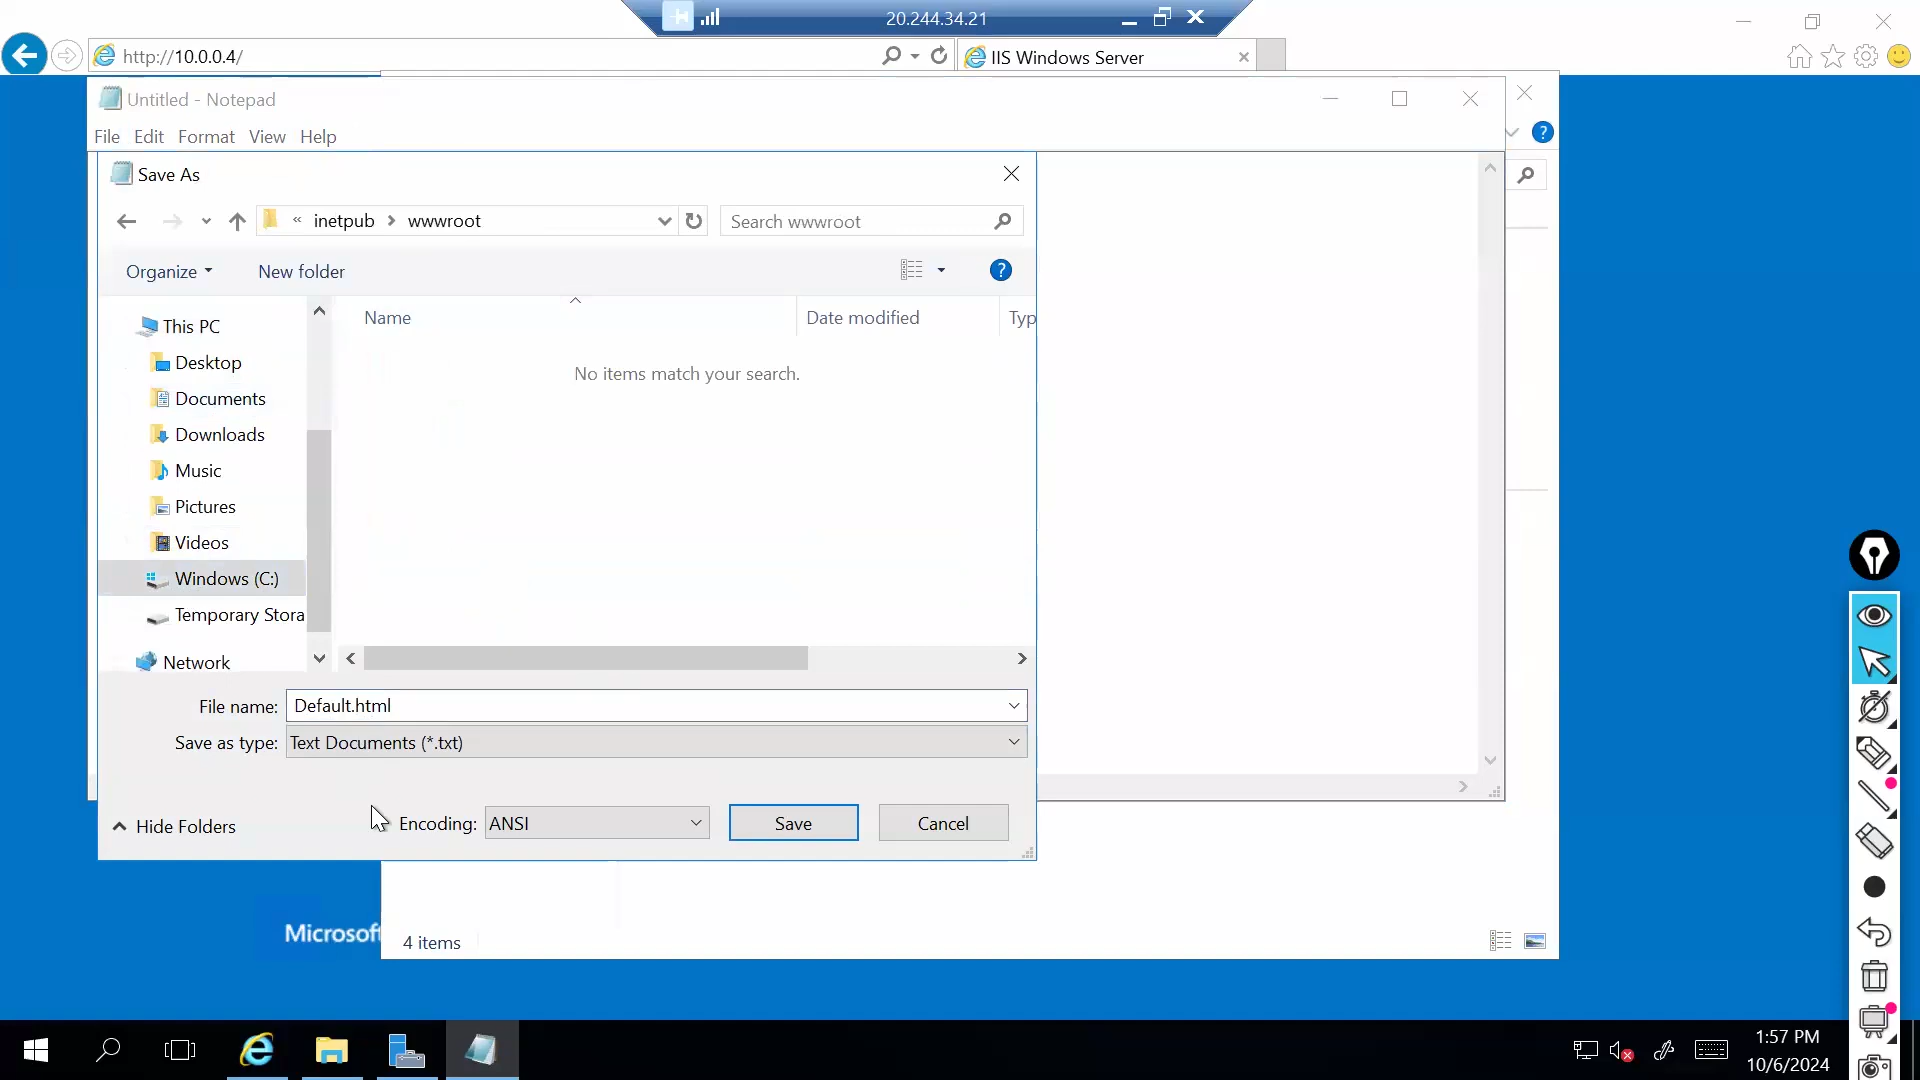 20.244.34.21
http://10.0.0.4/
IIS Windows Server
Untitled - Notepad
File Edit Format View Help
Save As
« inetpub > wwwroot
Search wwwroot
Organize
New folder
Name
Date modified
Typ
No items match your search.
This PC
Desktop
Documents
Downloads
Music
Pictures
Videos
Windows (C:)
Temporary Stora
Network
File name: Default.html
Save as type: Text Documents (*.txt)
Hide Folders
Encoding: ANSI
Save
Cancel
Microsoft
4 items
1:57 PM
10/6/2024